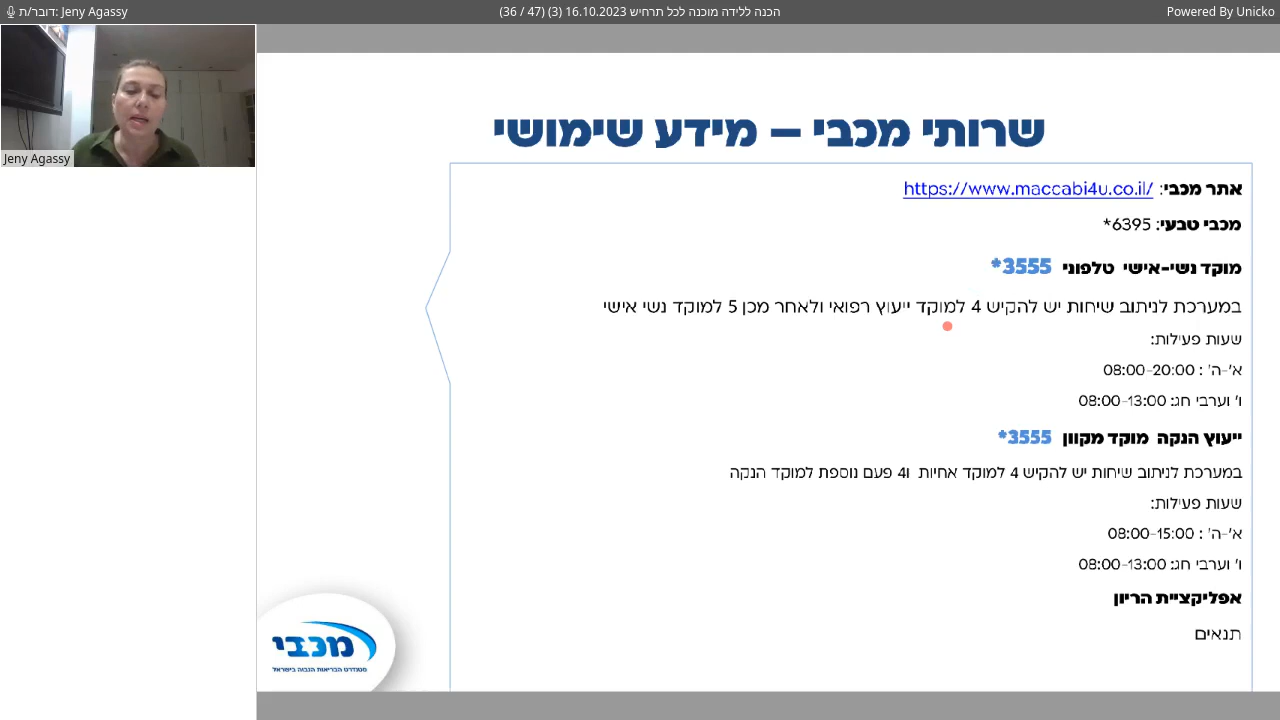 דובר/ת: Jeny Agassy
הכנה ללידה מוכנה לכל תרחיש 16.10.2023 (3) (36 / 47)
Powered By Unicko
Jeny Agassy
שרותי מכבי – מידע שימושי
אתר מכבי: https://www.maccabi4u.co.il/
מכבי טבעי: 6395*
מוקד נשי-אישי טלפוני 3555*
במערכת לניתוב שיחות יש להקיש 4 למוקד ייעוץ רפואי ולאחר מכן 5 למוקד נשי אישי
שעות פעילות:
א'-ה' : 08:00-20:00
ו' וערבי חג: 08:00-13:00
ייעוץ הנקה מוקד מקוון 3555*
במערכת לניתוב שיחות יש להקיש 4 למוקד אחיות ו4 פעם נוספת למוקד הנקה
שעות פעילות:
א'-ה' : 08:00-15:00
ו' וערבי חג: 08:00-13:00
אפליקציית הריון
תנאים
מכבי
סטנדרט הבריאות הגבוה בישראל